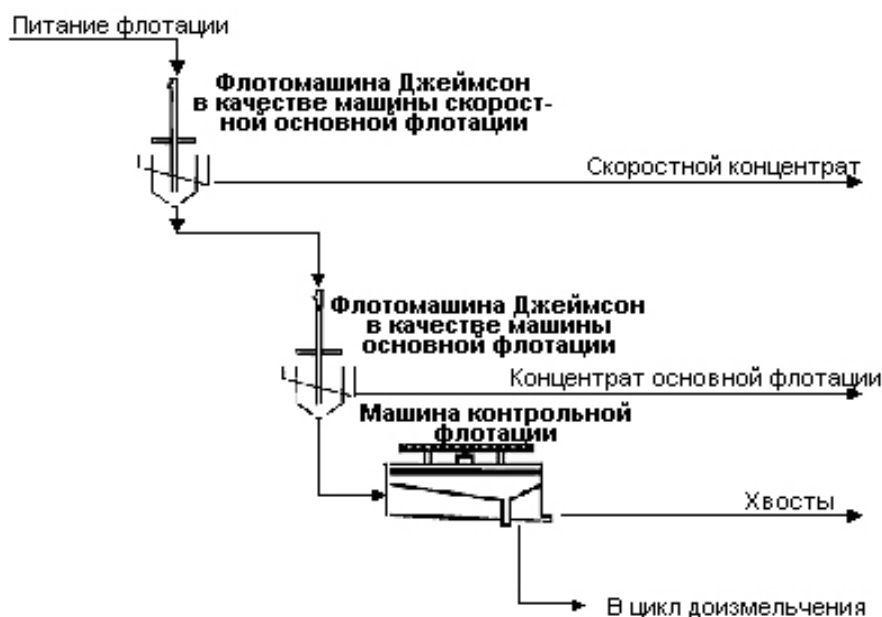 Питание флотации
Флотомашина Джеймсон
в качестве машины скорост-
ной основной флотации
Скоростной концентрат
Флотомашина Джеймсон
в качестве машины
основной флотации
Концентрат основной флотации
Машина контрольной
флотации
Хвосты
В цикл доизмельчения